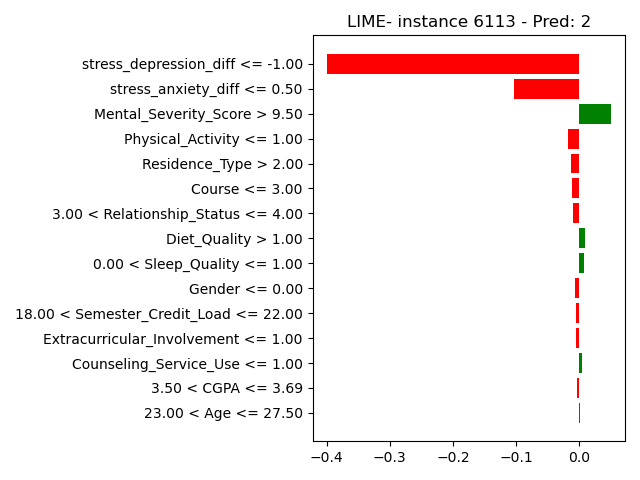 LIME- instance 6113 - Pred: 2
stress_depression_diff <= -1.00
stress_anxiety_diff <= 0.50
Mental_Severity_Score > 9.50
Physical_Activity <= 1.00
Residence_Type > 2.00
Course <= 3.00
3.00 < Relationship_Status <= 4.00
Diet_Quality > 1.00
0.00 < Sleep_Quality <= 1.00
Gender <= 0.00
18.00 < Semester_Credit_Load <= 22.00
Extracurricular_Involvement <= 1.00
Counseling_Service_Use <= 1.00
3.50 < CGPA <= 3.69
23.00 < Age <= 27.50
−0.4 −0.3 −0.2 −0.1 0.0